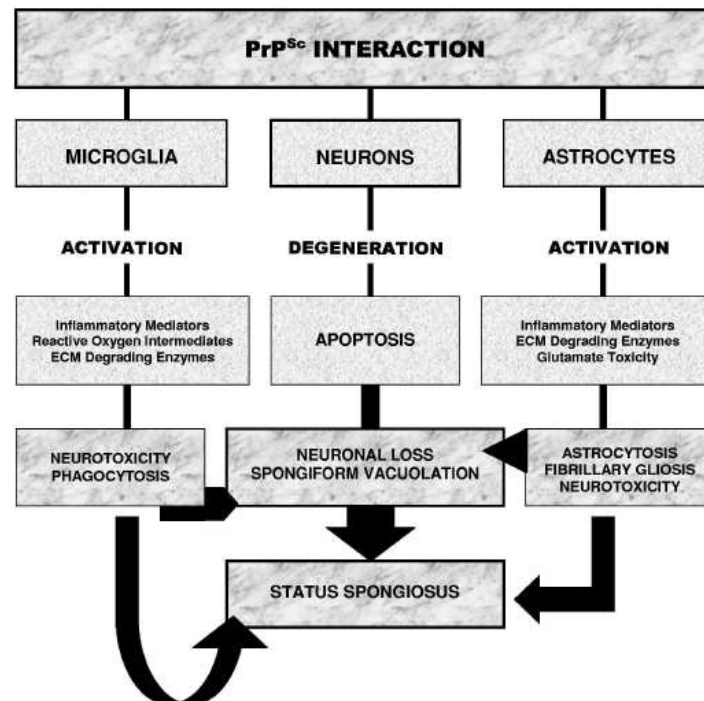 PrPSc INTERACTION
MICROGLIA
NEURONS
ASTROCYTES
ACTIVATION
DEGENERATION
ACTIVATION
Inflammatory Mediators
Reactive Oxygen Intermediates
ECM Degrading Enzymes
APOPTOSIS
Inflammatory Mediators
ECM Degrading Enzymes
Glutamate Toxicity
NEUROTOXICITY
PHAGOCYTOSIS
NEURONAL LOSS
SPONGIFORM VACUOLATION
ASTROCYTOSIS
FIBRILLARY GLIOSIS
NEUROTOXICITY
STATUS SPONGIOSUS